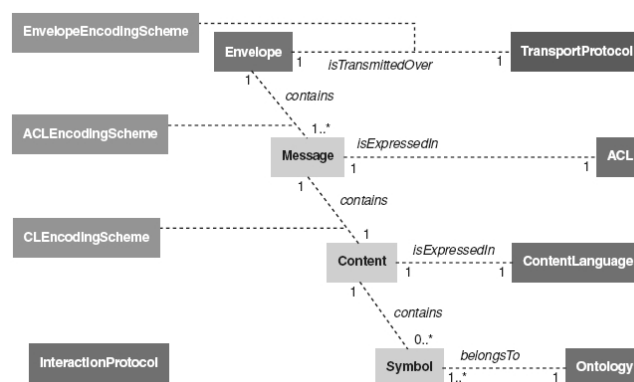 EnvelopeEncodingScheme
Envelope
TransportProtocol
1
1
isTransmittedOver
1
contains
1..*
ACLEncodingScheme
isExpressedIn
Message
ACL
1
1
1
contains
CLEncodingScheme
1
isExpressedIn
Content
ContentLanguage
1
1
1
contains
0..*
InteractionProtocol
belongsTo
Symbol
Ontology
1..*
1